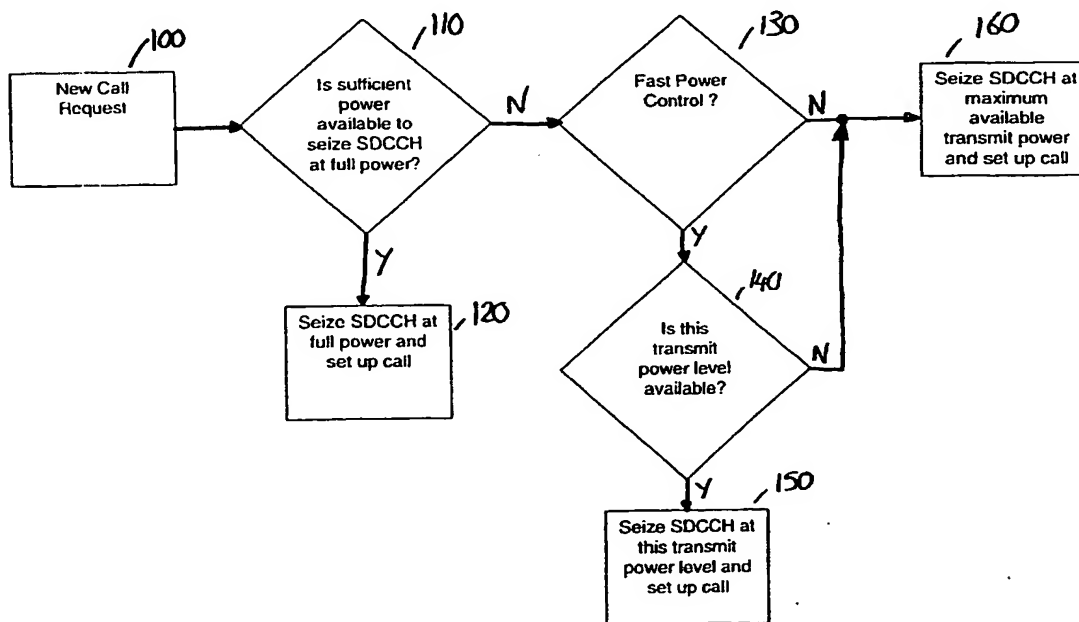 100
New Call
Request
110
Is sufficient
power
available to
seize SDCCH
at full power?
N
Y
120
Seize SDCCH at
full power and
set up call
130
Fast Power
Control ?
N
Y
140
Is this
transmit
power level
available?
N
Y
150
Seize SDCCH at
this transmit
power level and
set up call
160
Seize SDCCH at
maximum
available
transmit power
and set up call